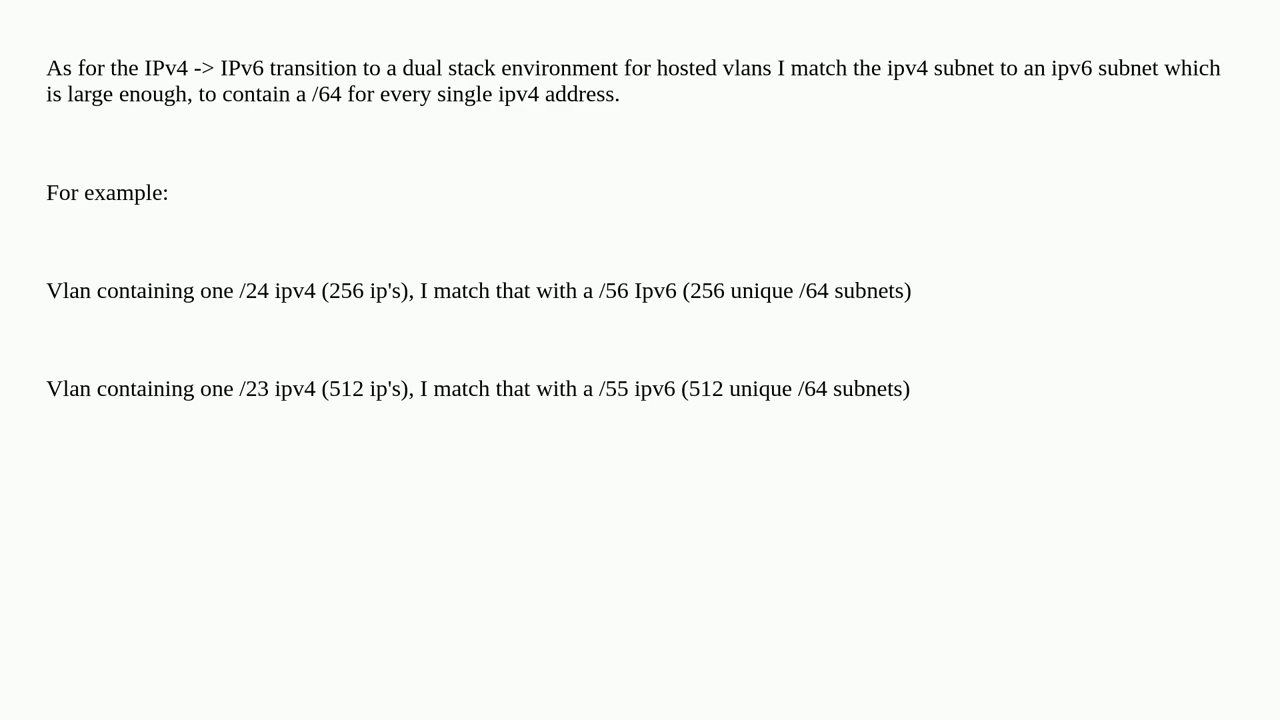 As for the IPv4 -> IPv6 transition to a dual stack environment for hosted vlans I match the ipv4 subnet to an ipv6 subnet which
is large enough, to contain a /64 for every single ipv4 address.
For example:
Vlan containing one /24 ipv4 (256 ip's), I match that with a /56 Ipv6 (256 unique /64 subnets)
Vlan containing one /23 ipv4 (512 ip's), I match that with a /55 ipv6 (512 unique /64 subnets)